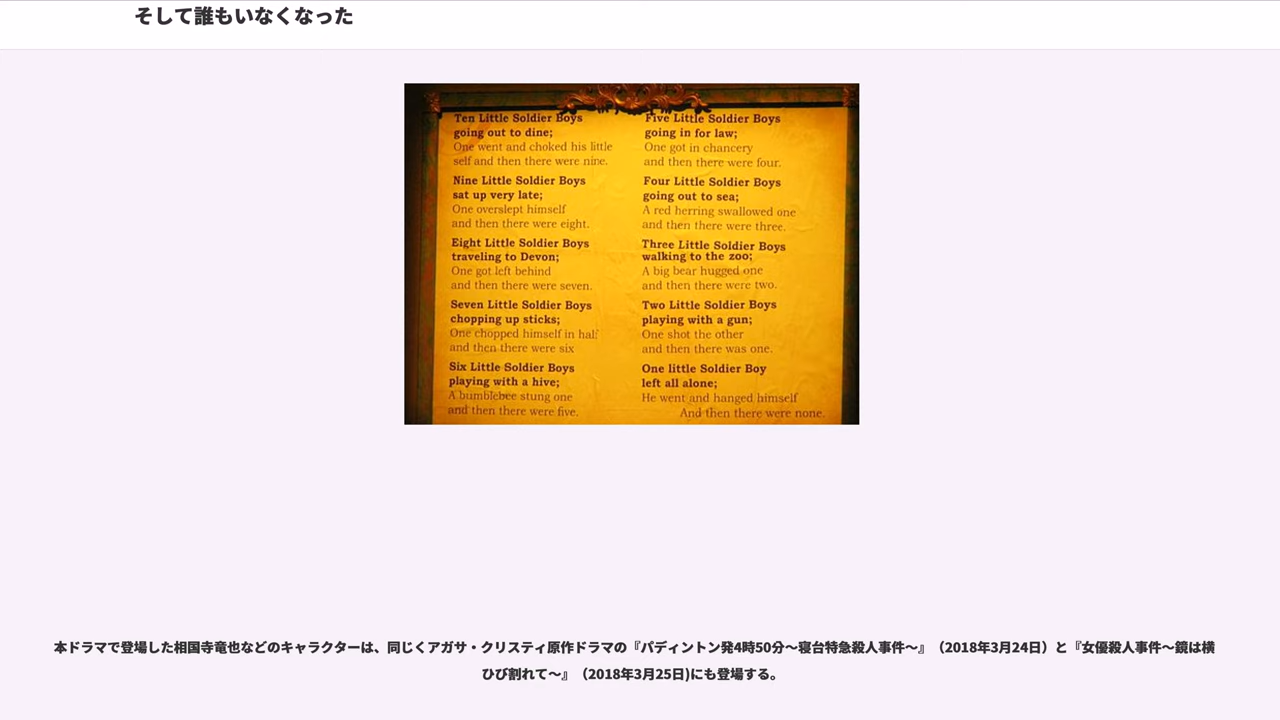 そして誰もいなくなった
Ten Little Soldier Boys
going out to dine;
One went and choked his little
self and then there were nine.
Nine Little Soldier Boys
sat up very late;
One overslept himself
and then there were eight.
Eight Little Soldier Boys
traveling to Devon;
One got left behind
and then there were seven.
Seven Little Soldier Boys
chopping up sticks;
One chopped himself in half
and then there were six
Six Little Soldier Boys
playing with a hive;
A bumblebee stung one
and then there were five.
Five Little Soldier Boys
going in for law;
One got in chancery
and then there were four.
Four Little Soldier Boys
going out to sea;
A red herring swallowed one
and then there were three.
Three Little Soldier Boys
walking to the zoo;
A big bear hugged one
and then there were two.
Two Little Soldier Boys
playing with a gun;
One shot the other
and then there was one.
One little Soldier Boy
left all alone;
He went and hanged himself
And then there were none.
本ドラマで登場した相国寺竜也などのキャラクターは、同じくアガサ・クリスティ原作ドラマの『パディントン発4時50分〜寝台特急殺人事件〜』（2018年3月24日）と『女優殺人事件〜鏡は横
ひび割れて〜』（2018年3月25日)にも登場する。